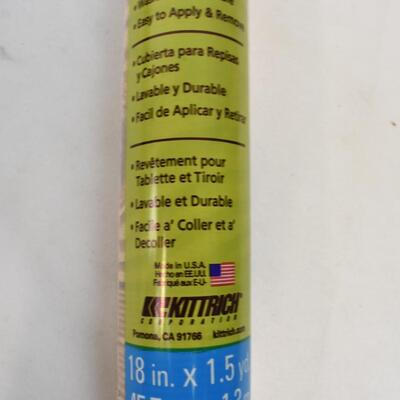 • Easy to Apply & Remove
• Cubierta para Repisas
y Cajones
• Lavable y Durable
• Facil de Aplicar y Retirar
• Revêtement pour
Tablette et Tiroir
• Lavable et Durable
• Facile a' Coller et a'
Decoller
Made in U.S.A.
Hecho en EE.UU.
Fabriqué aux E-U-
KITTRICH
CORPORATION
Pomona, CA 91766 kittrich.com
18 in. x 1.5 yd